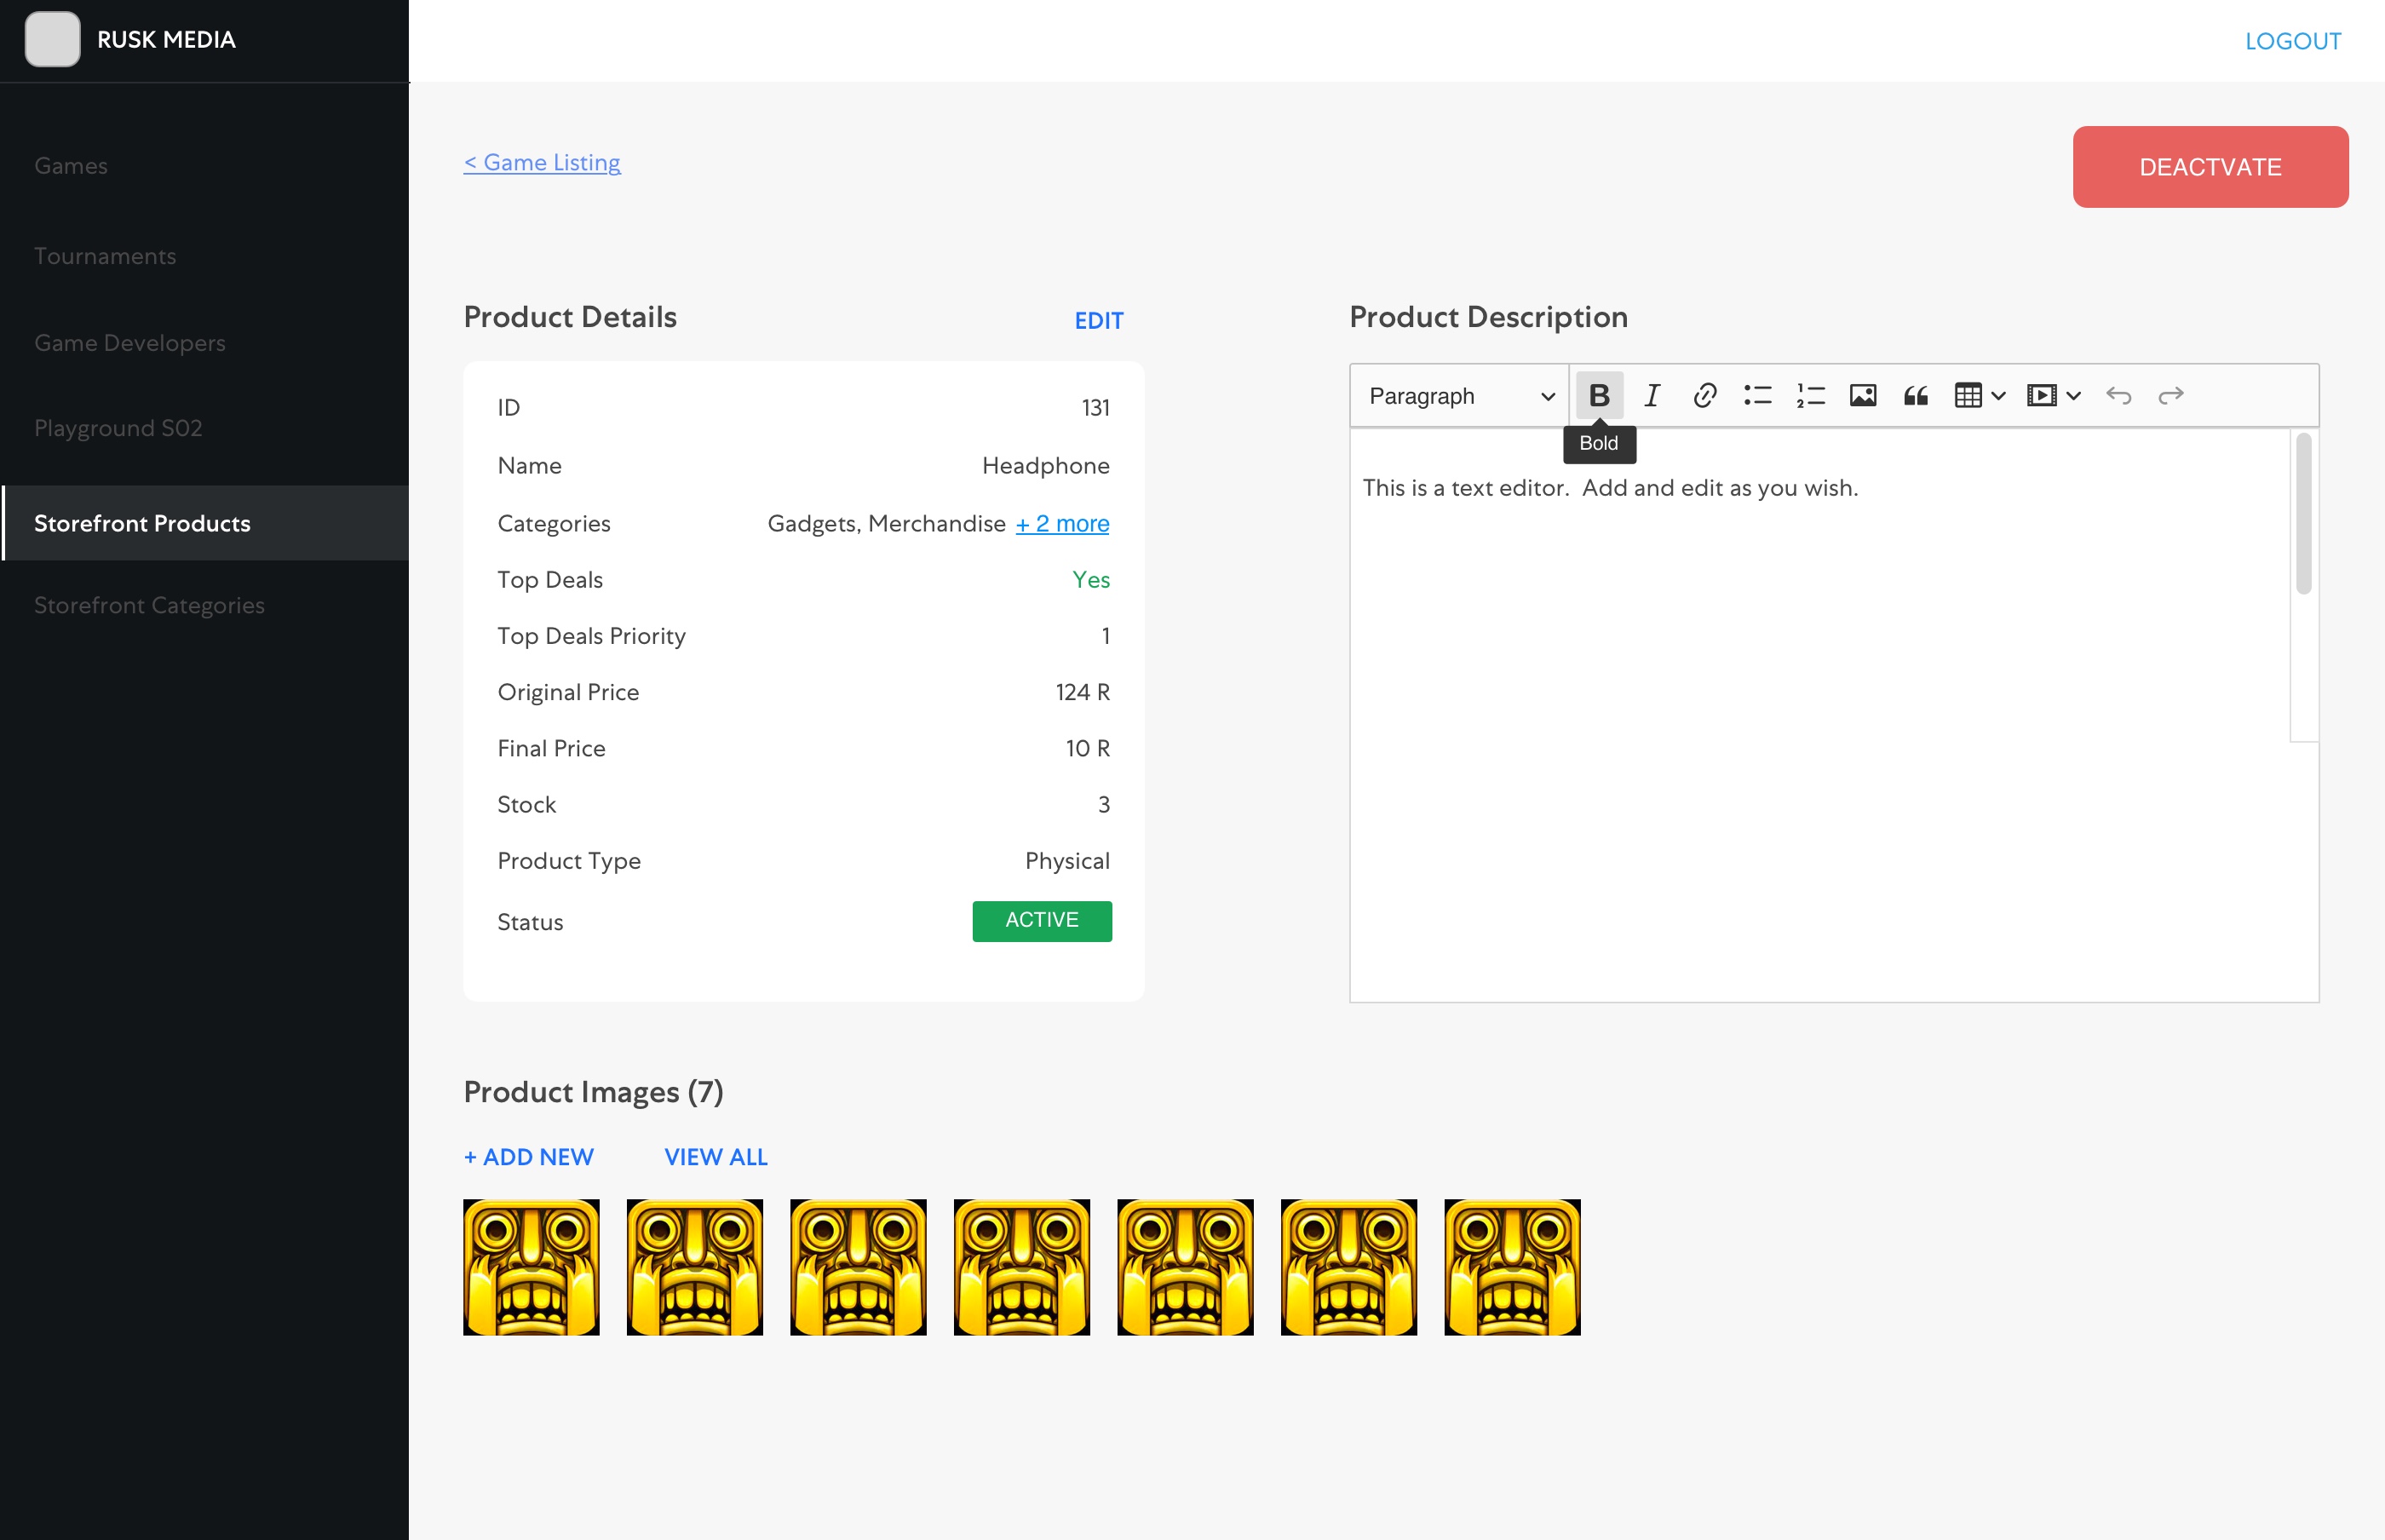 RUSK MEDIA
LOGOUT
Games
Tournaments
Game Developers
Playground S02
Storefront Products
Storefront Categories
< Game Listing
DEACTVATE
Product Details
EDIT
ID 131
Name Headphone
Categories Gadgets, Merchandise + 2 more
Top Deals Yes
Top Deals Priority 1
Original Price 124 R
Final Price 10 R
Stock 3
Product Type Physical
Status ACTIVE
Product Description
Paragraph
Bold
This is a text editor. Add and edit as you wish.
Product Images (7)
+ ADD NEW
VIEW ALL